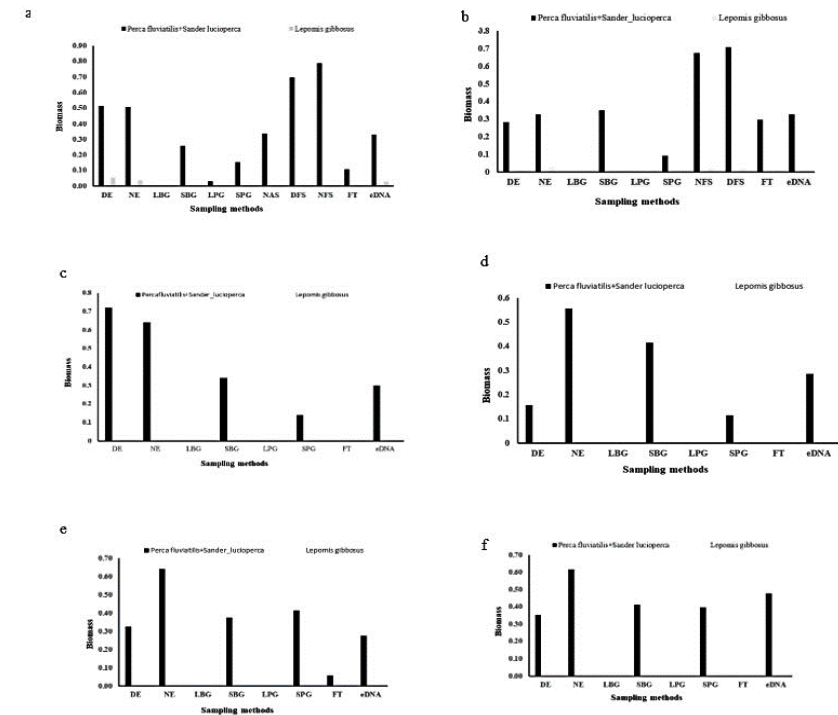 a
Perca fluviatilis+Sander lucioperca Lepomis gibbosus
0.90
0.80
0.70
0.60
0.50
0.40
0.30
0.20
0.10
0.00
Biomass
DE NE LBG SBG LPG SPG NAS DFS NFS FT eDNA
Sampling methods
b
Perca fluviatilis+Sander_lucioperca Lepomis gibbosus
0.8
0.7
0.6
0.5
0.4
0.3
0.2
0.1
0
Biomass
DE NE LBG SBG LPG SPG NFS DFS FT eDNA
Sampling methods
c
Percafluviatilis+Sander_lucioperca Lepomis gibbosus
0.8
0.7
0.6
0.5
0.4
0.3
0.2
0.1
0
Biomass
DE NE LBG SBG LPG SPG FT eDNA
Sampling methods
d
Perca fluviatilis+Sander lucioperca Lepomis gibbosus
0.6
0.5
0.4
0.3
0.2
0.1
0
Biomass
DE NE LBG SBG LPG SPG FT eDNA
Sampling methods
e
Perca fluviatilis+Sander_lucioperca Lepomis gibbosus
0.70
0.60
0.50
0.40
0.30
0.20
0.10
0.00
Biomass
DE NE LBG SBG LPG SPG FT eDNA
Sampling methods
f
Perca fluviatilis+Sander lucioperca Lepomis gibbosus
0.70
0.60
0.50
0.40
0.30
0.20
0.10
0.00
Biomass
DE NE LBG SBG LPG SPG FT eDNA
Sampling methods